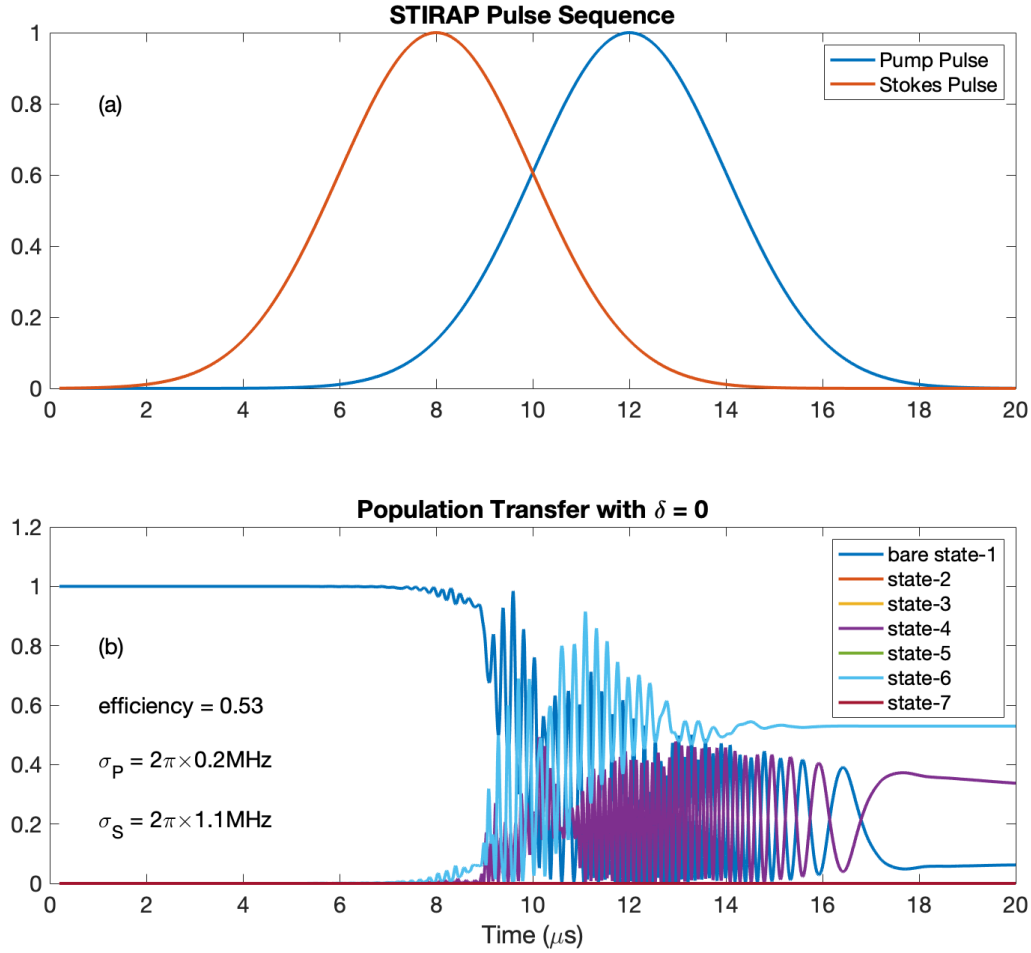 STIRAP Pulse Sequence
1
0.8
0.6
0.4
0.2
0
(a)
Pump Pulse
Stokes Pulse
0 2 4 6 8 10 12 14 16 18 20
Population Transfer with δ = 0
1.2
1
0.8
0.6
0.4
0.2
0
(b)
efficiency = 0.53
σ_P = 2π×0.2MHz
σ_S = 2π×1.1MHz
bare state-1
state-2
state-3
state-4
state-5
state-6
state-7
0 2 4 6 8 10 12 14 16 18 20
Time (μs)